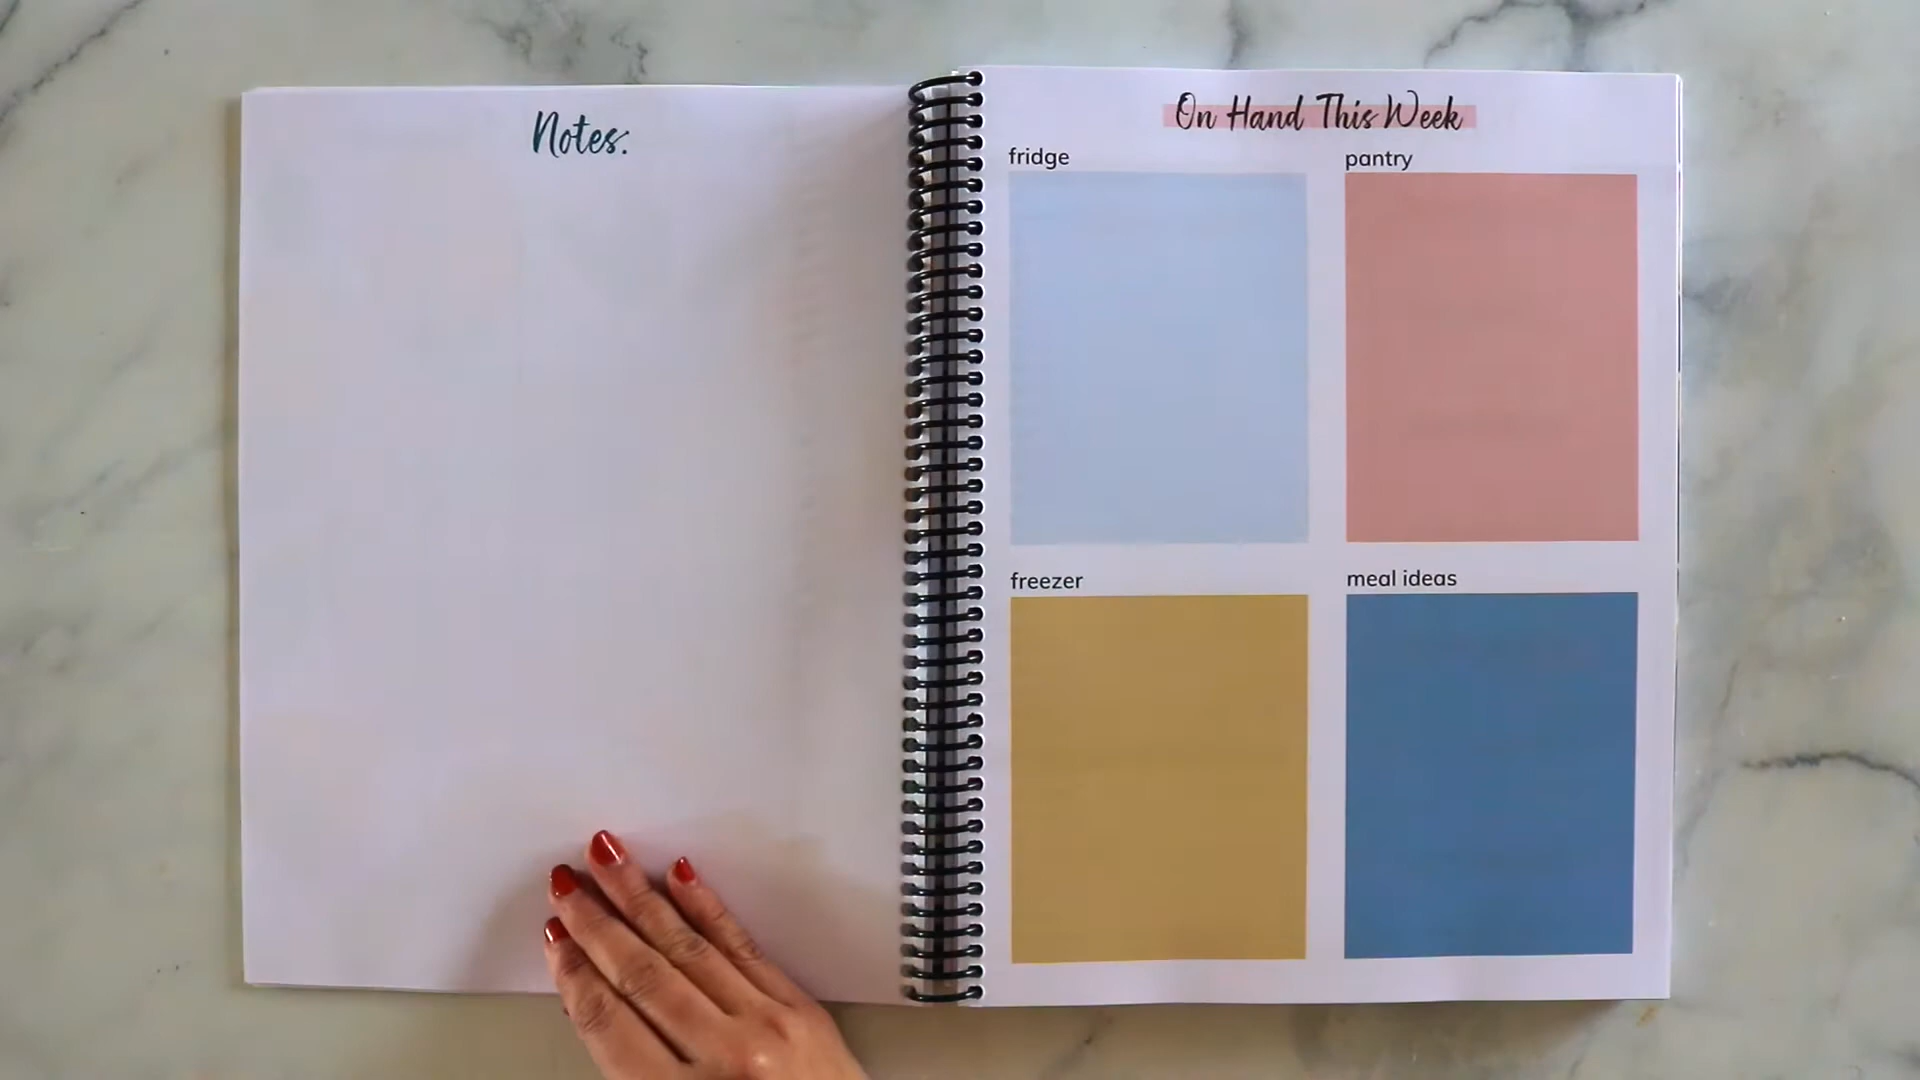 Notes:
On Hand This Week
fridge
pantry
freezer
meal ideas